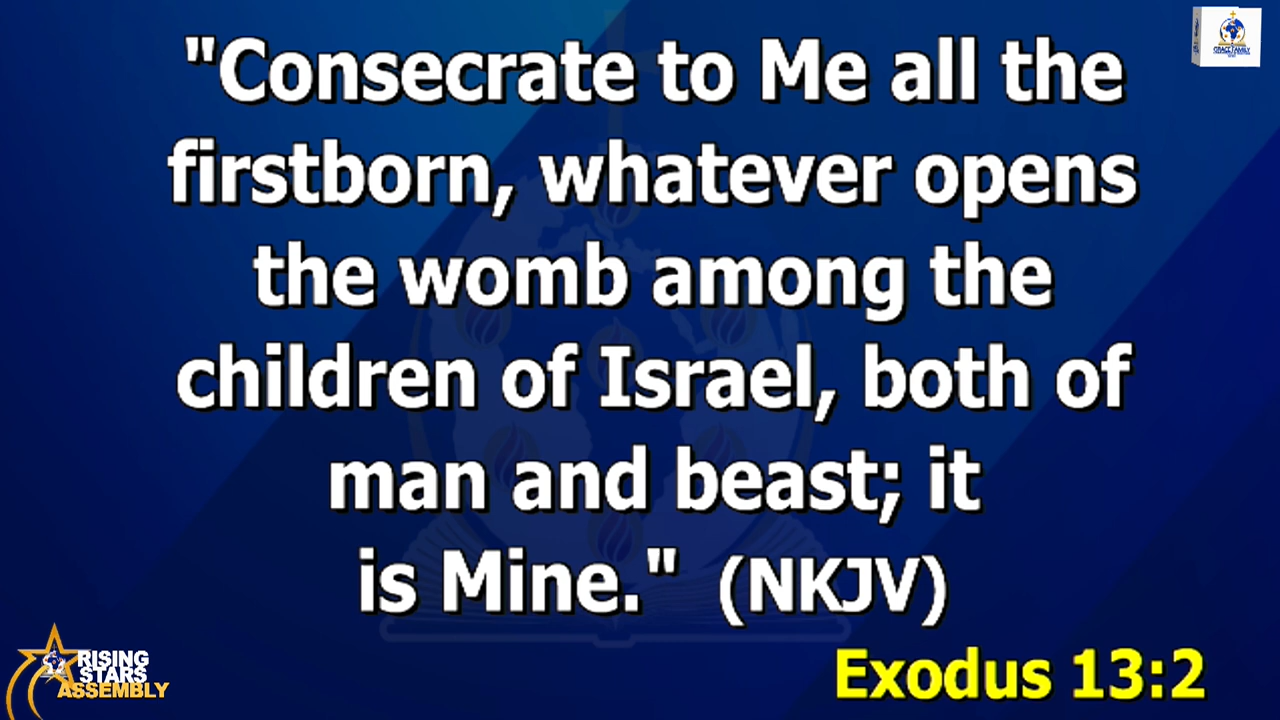 "Consecrate to Me all the
firstborn, whatever opens
the womb among the
children of Israel, both of
man and beast; it
is Mine." (NKJV)
Exodus 13:2
RISING
STARS
ASSEMBLY